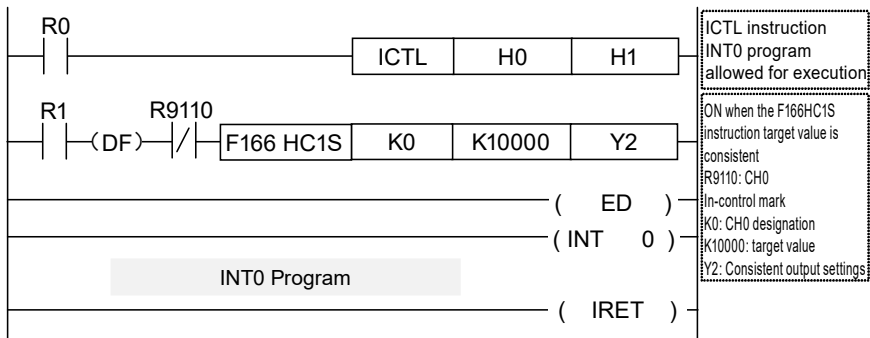 R0
ICTL H0 H1
ICTL instruction
INT0 program
allowed for execution
R1 (DF) R9110 F166 HC1S K0 K10000 Y2
ON when the F166HC1S
instruction target value is
consistent
R9110: CH0
In-control mark
K0: CH0 designation
K10000: target value
Y2: Consistent output settings
( ED )
( INT 0 )
INT0 Program
( IRET )